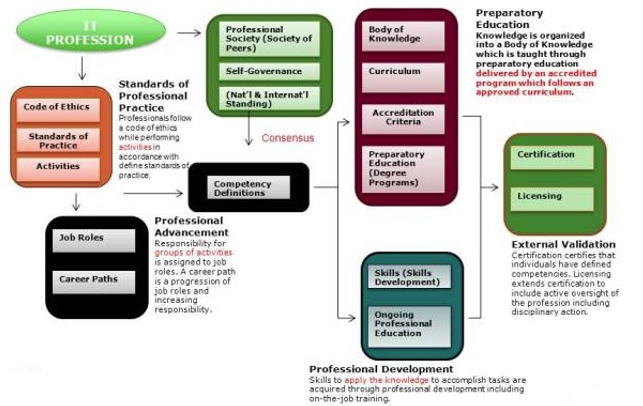 IT
PROFESSION
Professional
Society (Society of
Peers)
Self-Governance
(Nat'l & Internat'l
Standing)
Consensus
Standards of
Professional
Practice
Professionals follow
a code of ethics
while performing
activities in
accordance with
define standards of
practice.
Code of Ethics
Standards of
Practice
Activities
Competency
Definitions
Job Roles
Career Paths
Professional
Advancement
Responsibility for
groups of activities
is assigned to job
roles. A career path
is a progression of
job roles and
increasing
responsibility.
Body of
Knowledge
Curriculum
Accreditation
Criteria
Preparatory
Education
(Degree
Programs)
Preparatory
Education
Knowledge is organized
into a Body of Knowledge
which is taught through
preparatory education
delivered by an accredited
program which follows an
approved curriculum.
Certification
Licensing
External Validation
Certification certifies that
individuals have defined
competencies. Licensing
extends certification to
include active oversight of
the profession including
disciplinary action.
Skills (Skills
Development)
Ongoing
Professional
Education
Professional Development
Skills to apply the knowledge to accomplish tasks are
acquired through professional development including
on-the-job training.